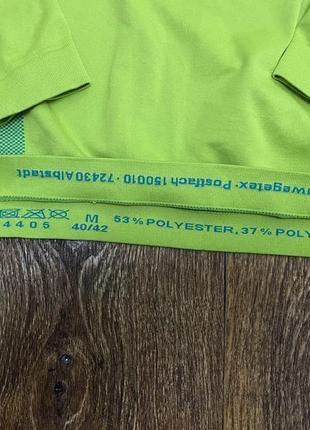 wegetex · Postfach 150010 · 72430 Albstadt
M 53 % POLYESTER, 37 % POLY
4405 40/42